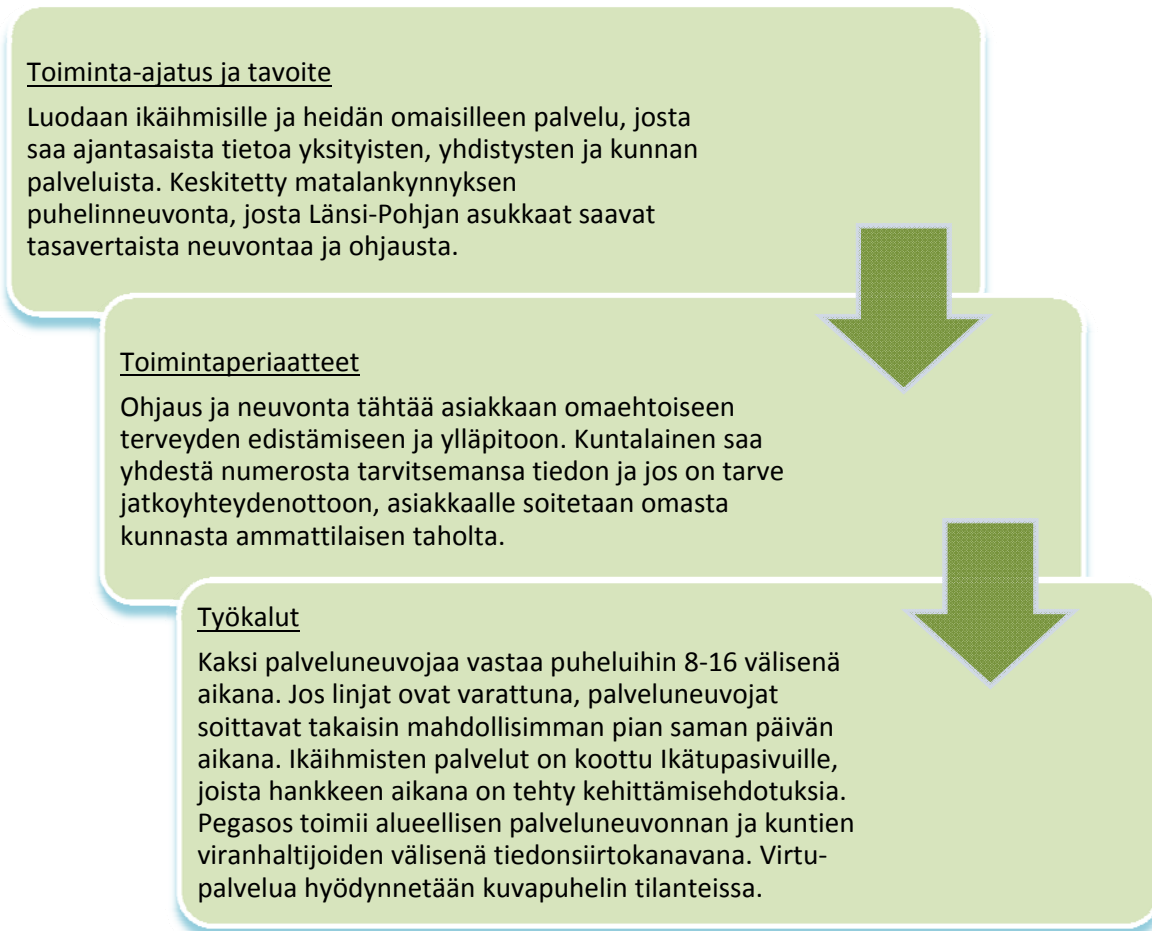 Toiminta-ajatus ja tavoite
Luodaan ikäihmisille ja heidän omaisilleen palvelu, josta
saa ajantasaista tietoa yksityisten, yhdistysten ja kunnan
palveluista. Keskitetty matalankynnyksen
puhelinneuvonta, josta Länsi-Pohjan asukkaat saavat
tasavertaista neuvontaa ja ohjausta.
Toimintaperiaatteet
Ohjaus ja neuvonta tähtää asiakkaan omaehtoiseen
terveyden edistämiseen ja ylläpitoon. Kuntalainen saa
yhdestä numerosta tarvitsemansa tiedon ja jos on tarve
jatkoyhteydenottoon, asiakkaalle soitetaan omasta
kunnasta ammattilaisen taholta.
Työkalut
Kaksi palveluneuvojaa vastaa puheluihin 8-16 välisenä
aikana. Jos linjat ovat varattuna, palveluneuvojat
soittavat takaisin mahdollisimman pian saman päivän
aikana. Ikäihmisten palvelut on koottu Ikätupasivuille,
joista hankkeen aikana on tehty kehittämisehdotuksia.
Pegasos toimii alueellisen palveluneuvonnan ja kuntien
viranhaltijoiden välisenä tiedonsiirtokanavana. Virtu-
palvelua hyödynnetään kuvapuhelin tilanteissa.